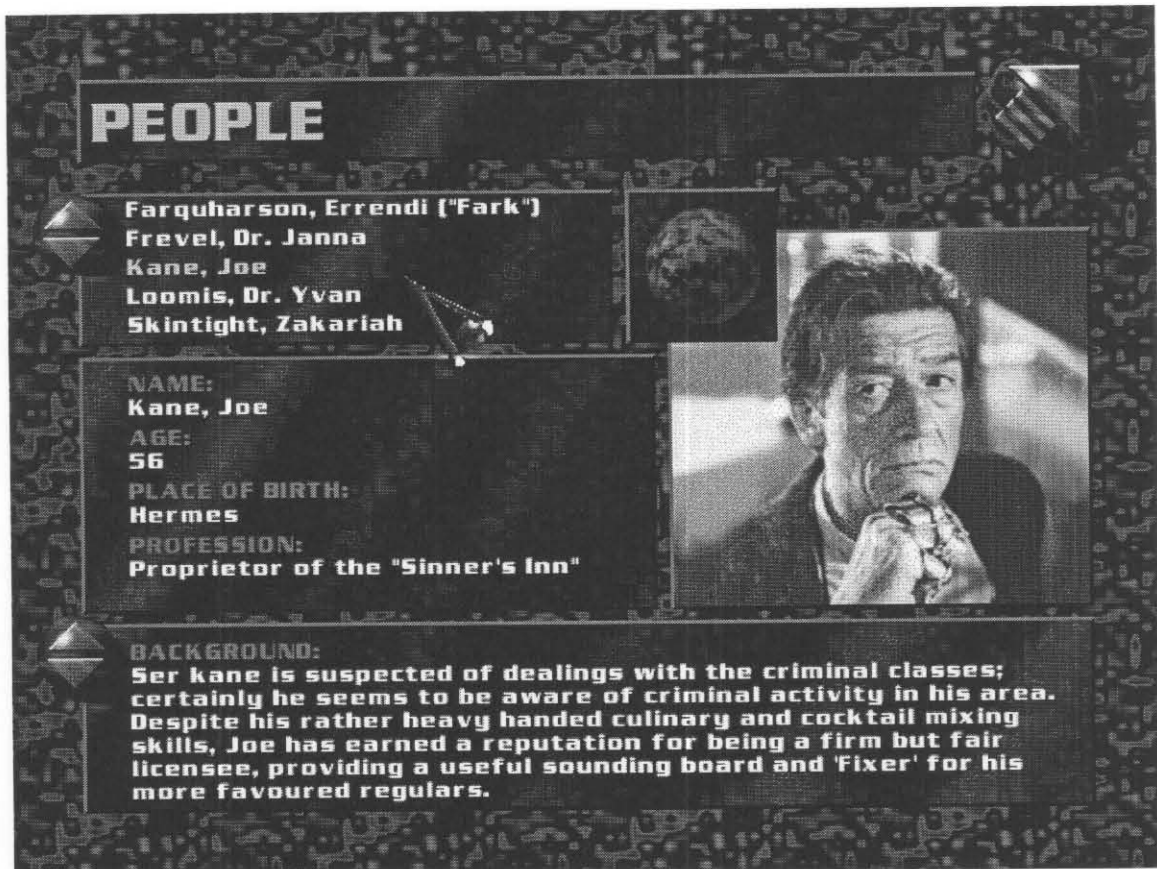 PEOPLE
Farquharson, Errendi ("Fark")
Frevel, Dr. Janna
Kane, Joe
Loomis, Dr. Yvan
Skintight, Zakariah
NAME:
Kane, Joe
AGE:
56
PLACE OF BIRTH:
Hermes
PROFESSION:
Proprietor of the "Sinner's Inn"
BACKGROUND:
Ser kane is suspected of dealings with the criminal classes;
certainly he seems to be aware of criminal activity in his area.
Despite his rather heavy handed culinary and cocktail mixing
skills, Joe has earned a reputation for being a firm but fair
licensee, providing a useful sounding board and 'Fixer' for his
more favoured regulars.